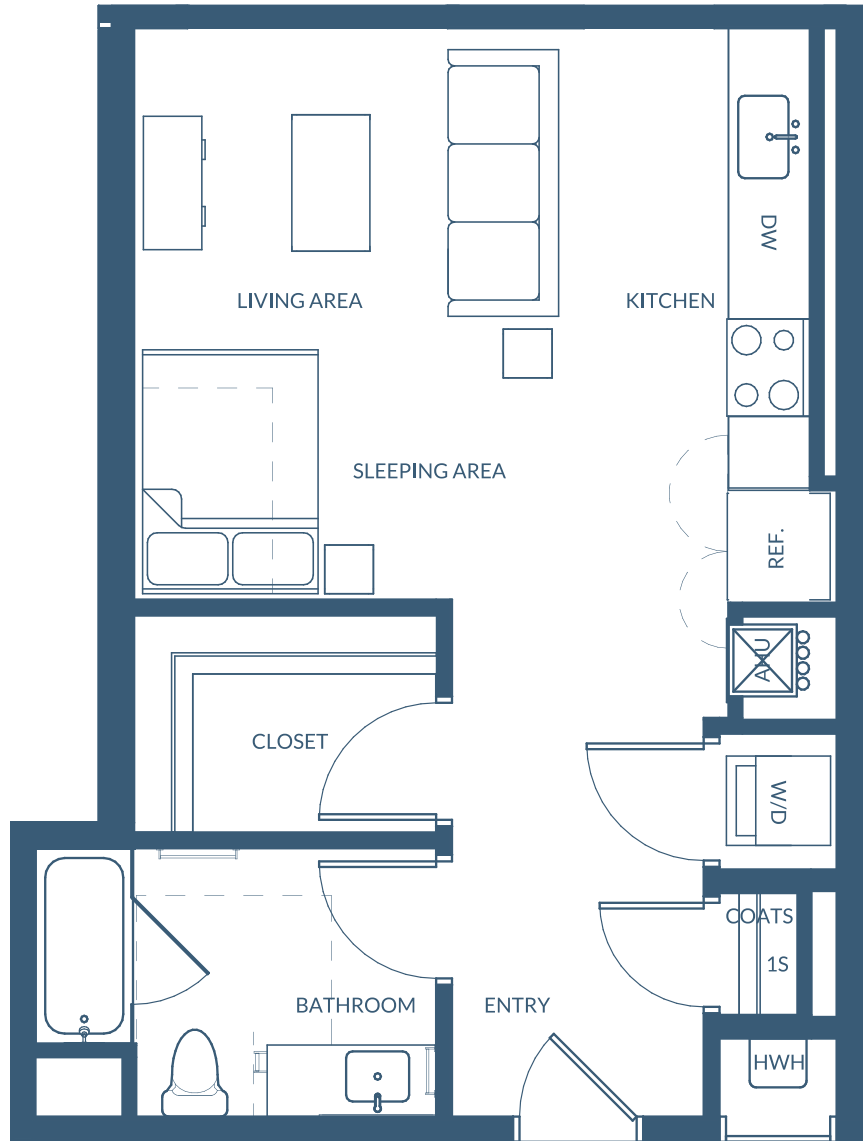 DW
LIVING AREA
KITCHEN
SLEEPING AREA
REF.
AHU
CLOSET
W/D
COATS
1S
BATHROOM
ENTRY
HWH